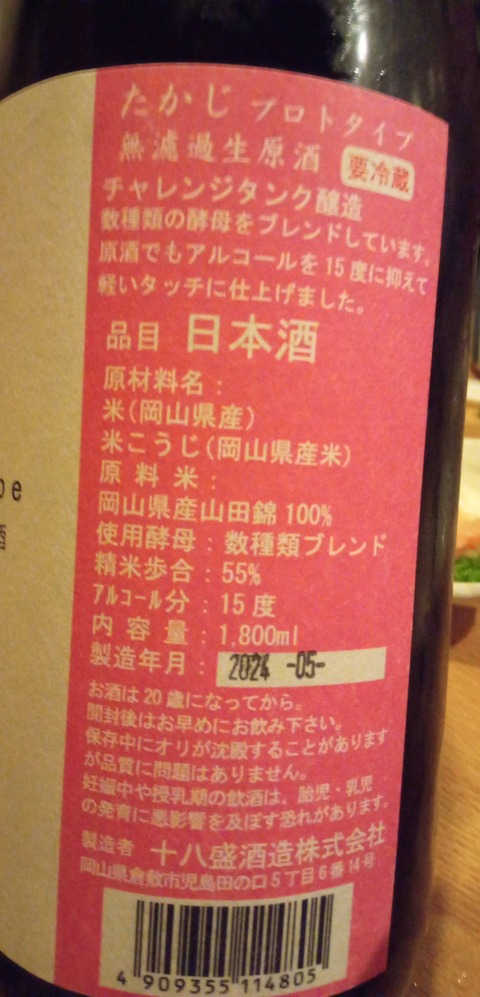 たかじ プロトタイプ
無濾過生原酒 要冷蔵
チャレンジタンク醸造
数種類の酵母をブレンドしています。
原酒でもアルコールを15度に抑えて
軽いタッチに仕上げました。
品目 日本酒
原材料名：
米(岡山県産)
米こうじ(岡山県産米)
原料米：
岡山県産山田錦100%
使用酵母：数種類ブレンド
精米歩合：55%
ｱﾙｺｰﾙ分：15度
内容量：1,800ml
製造年月：2024 -05-
お酒は20歳になってから。
開封後はお早めにお飲み下さい。
保存中にオリが沈殿することがあります
が品質に問題はありません。
妊娠中や授乳期の飲酒は、胎児・乳児
の発育に悪影響を及ぼす恐れがあります。
製造者 十八盛酒造株式会社
岡山県倉敷市児島田の口5丁目6番14号
4 909355 114805
pe
酒